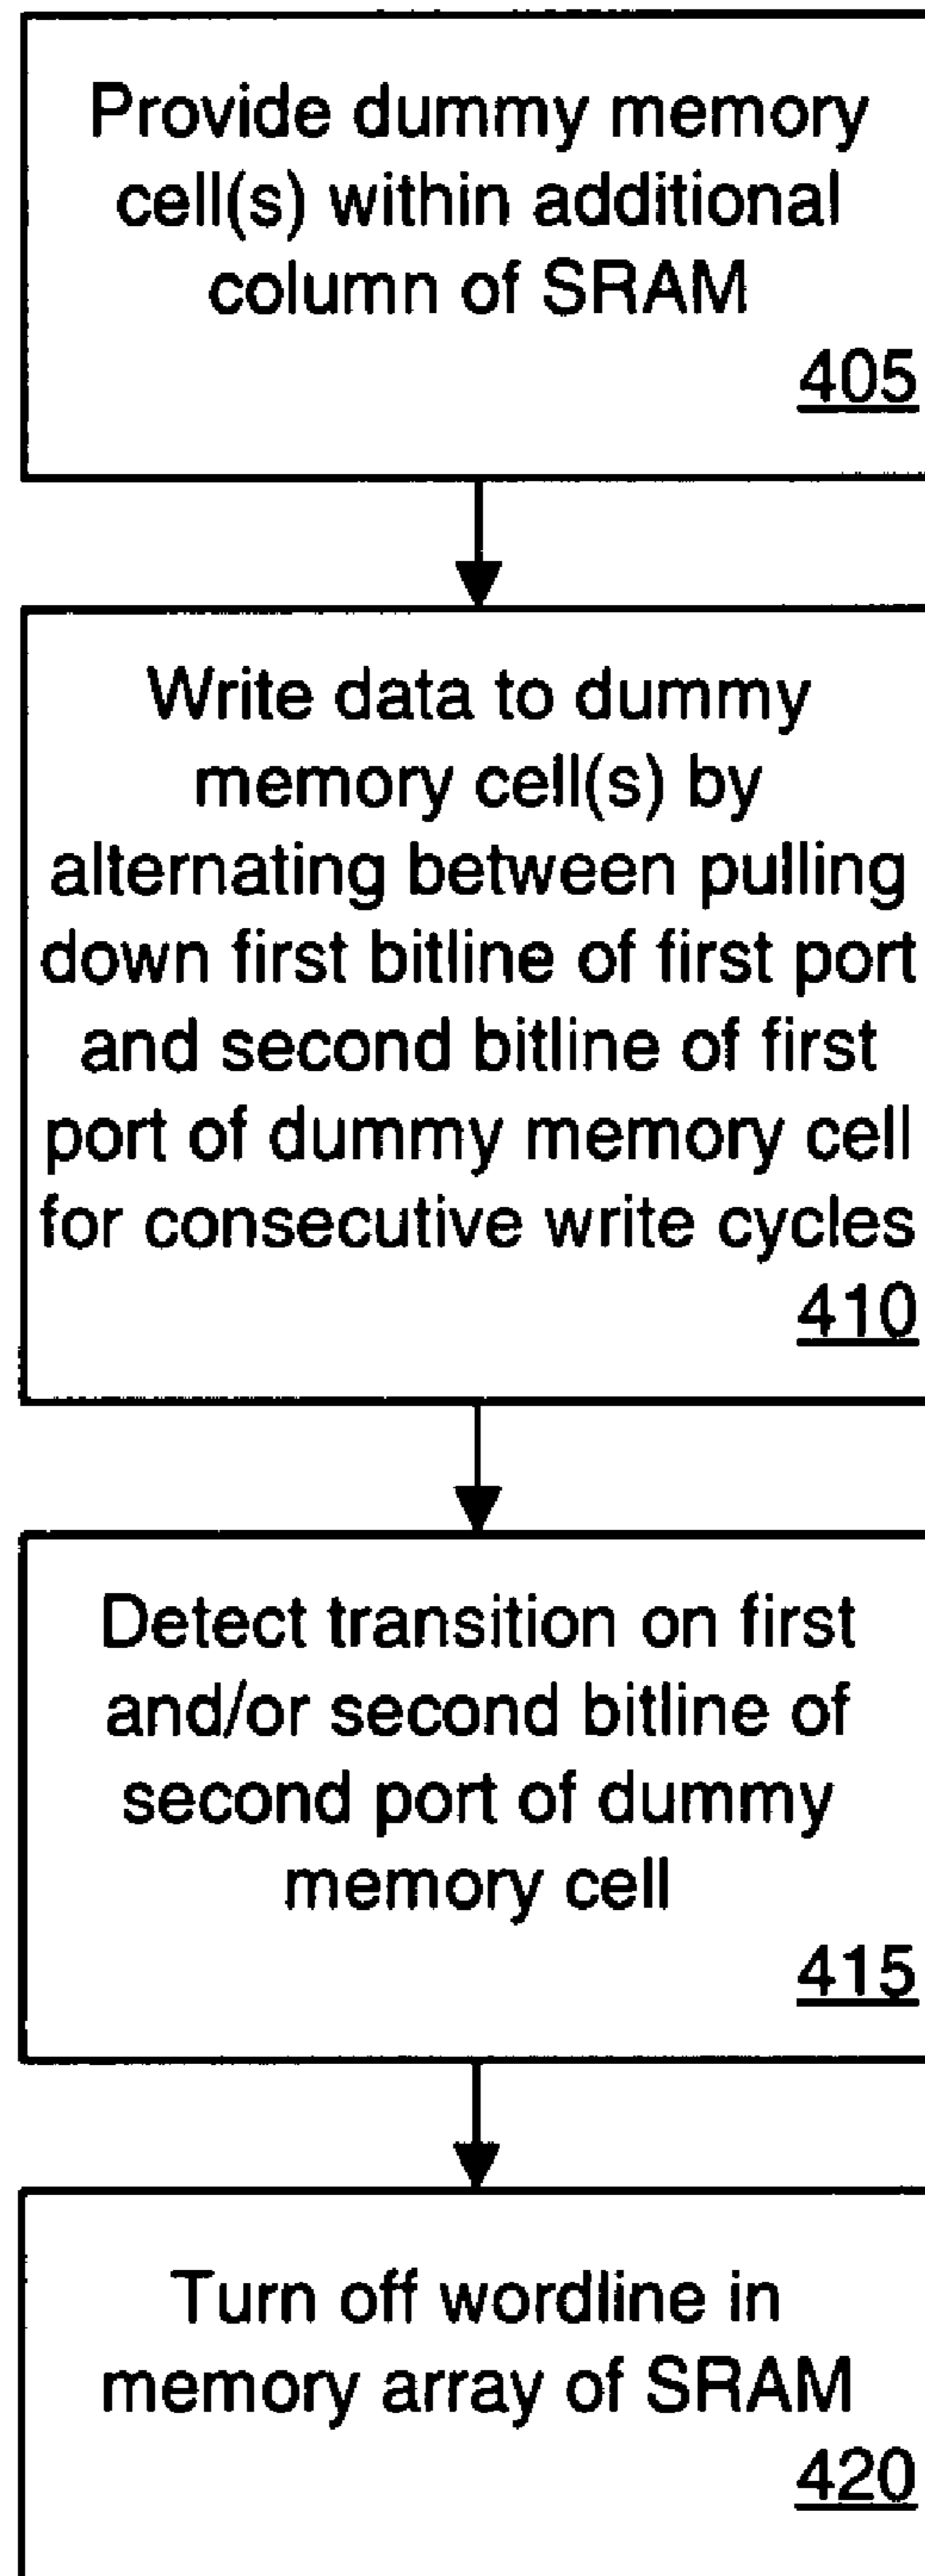 Provide dummy memory
cell(s) within additional
column of SRAM
405
Write data to dummy
memory cell(s) by
alternating between pulling
down first bitline of first port
and second bitline of first
port of dummy memory cell
for consecutive write cycles
410
Detect transition on first
and/or second bitline of
second port of dummy
memory cell
415
Turn off wordline in
memory array of SRAM
420